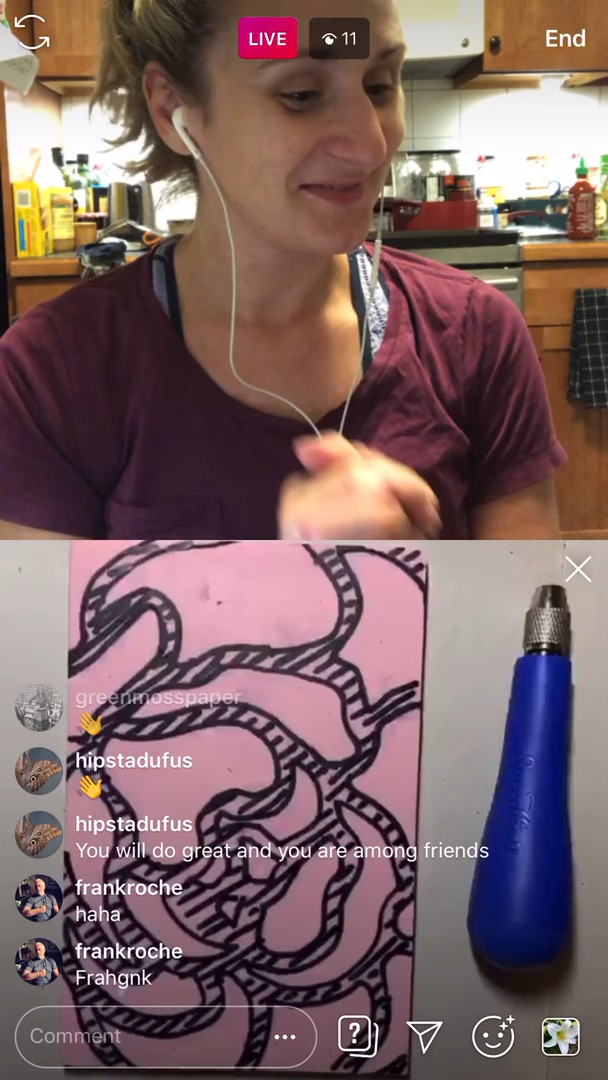 LIVE
11
End
greenmosspaper
👋
hipstadufus
👋
hipstadufus
You will do great and you are among friends
frankroche
haha
frankroche
Frahgnk
Comment